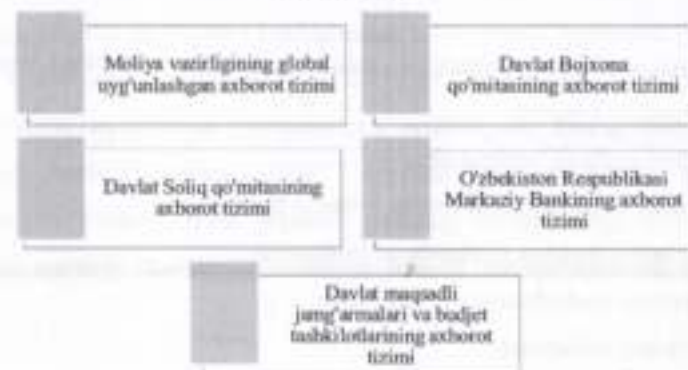 Moliya vazirligining global
uyg'unlashgan axborot tizimi
Davlat Bojxona
qo'mitasining axborot tizimi
Davlat Soliq qo'mitasining
axborot tizimi
O'zbekiston Respublikasi
Markaziy Bankining axborot
tizimi
Davlat maqsadli
jamg'armalari va budjet
tashkilotlarining axborot
tizimi